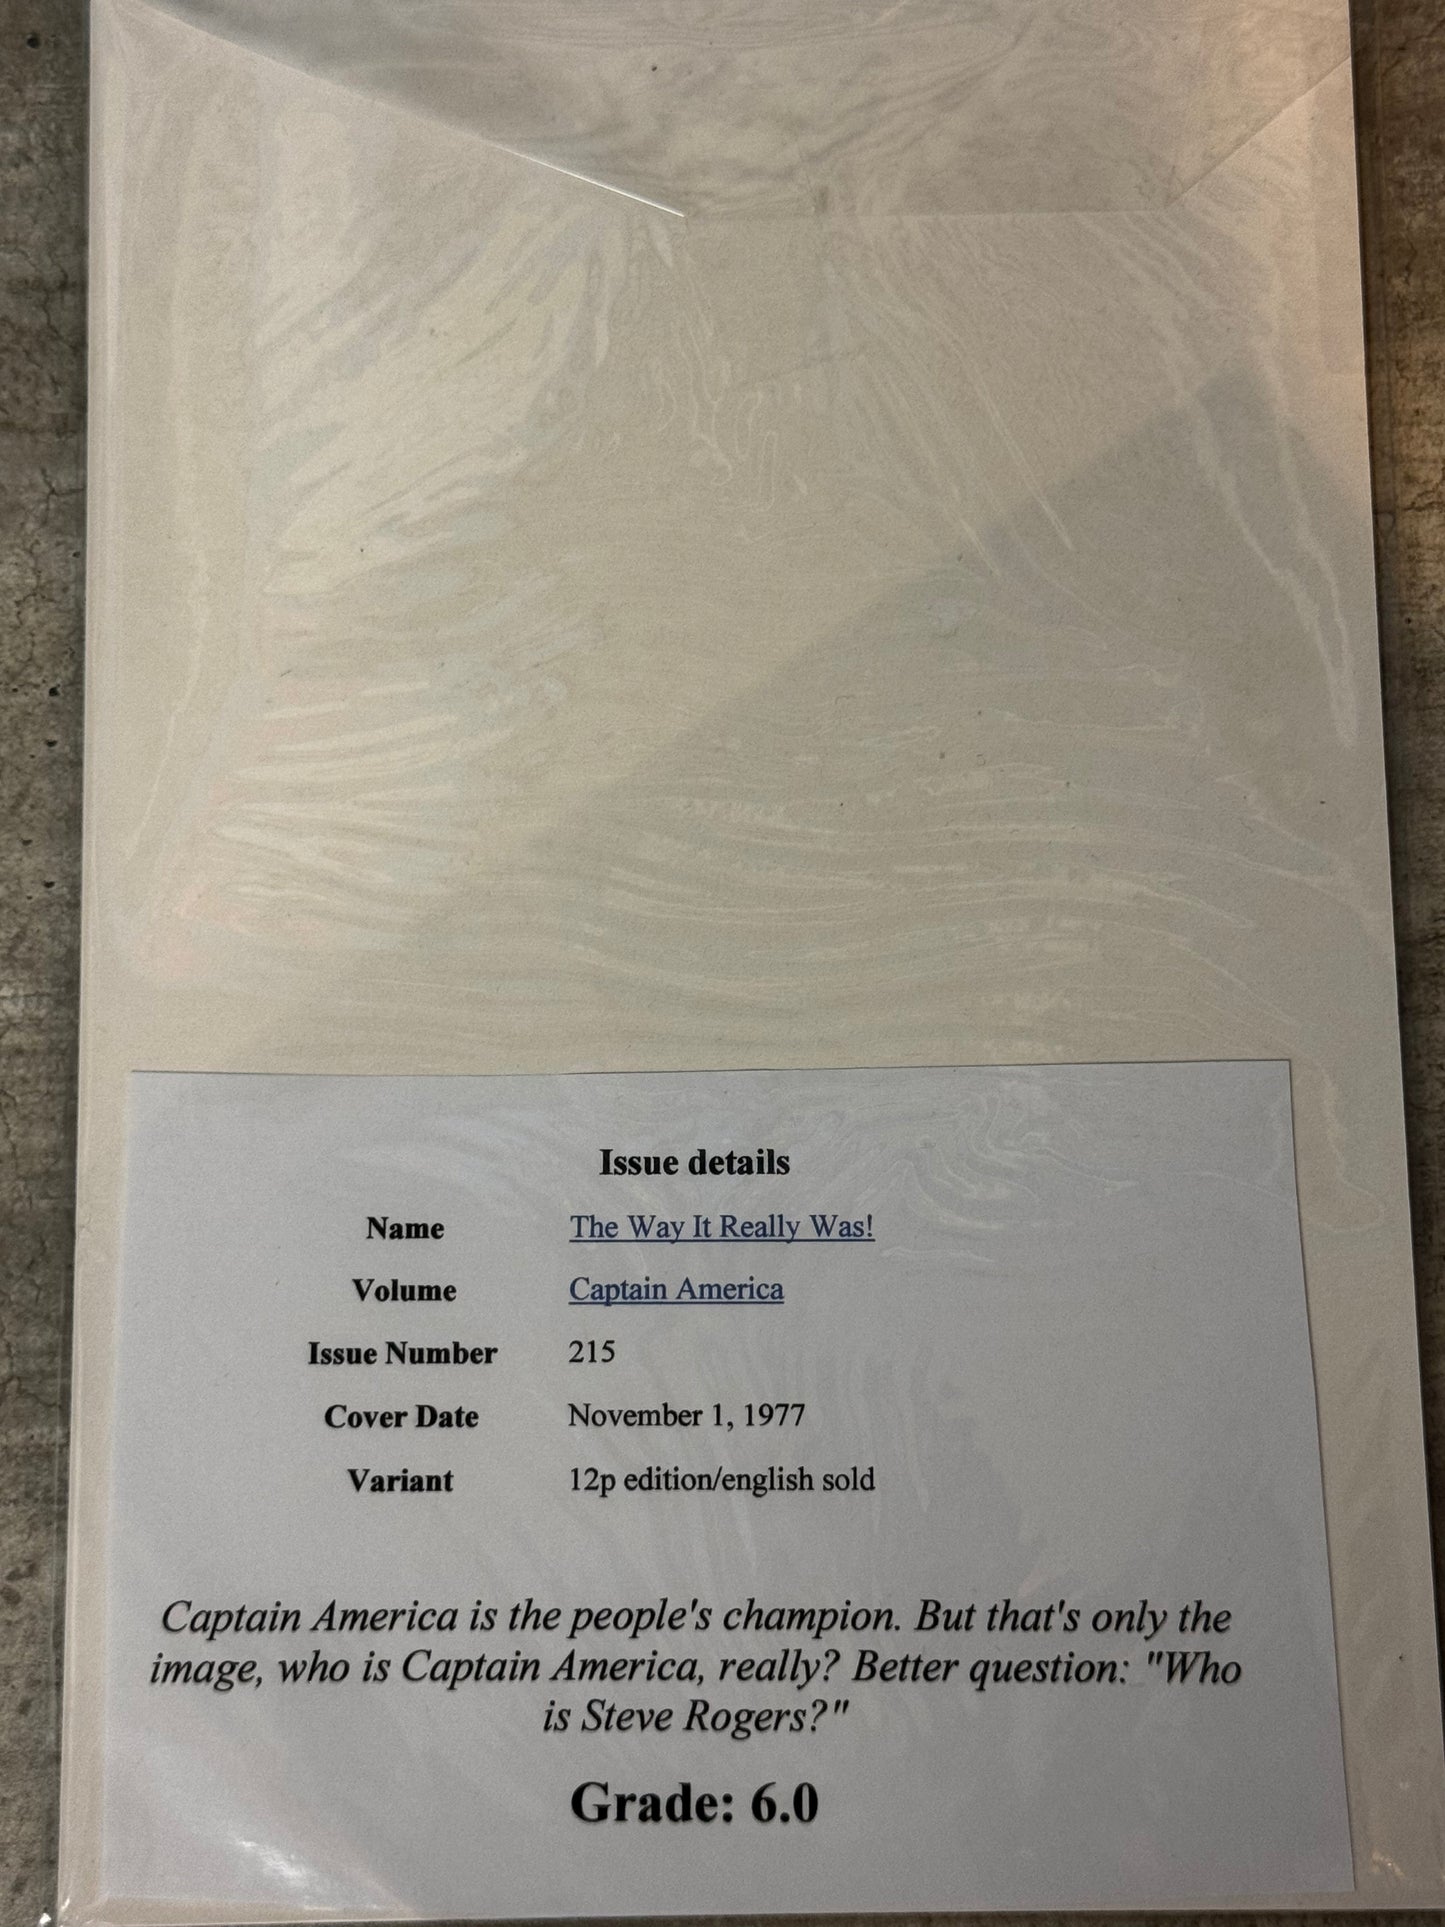 Issue details
Name The Way It Really Was!
Volume Captain America
Issue Number 215
Cover Date November 1, 1977
Variant 12p edition/english sold
Captain America is the people's champion. But that's only the
image, who is Captain America, really? Better question: "Who
is Steve Rogers?"
Grade: 6.0